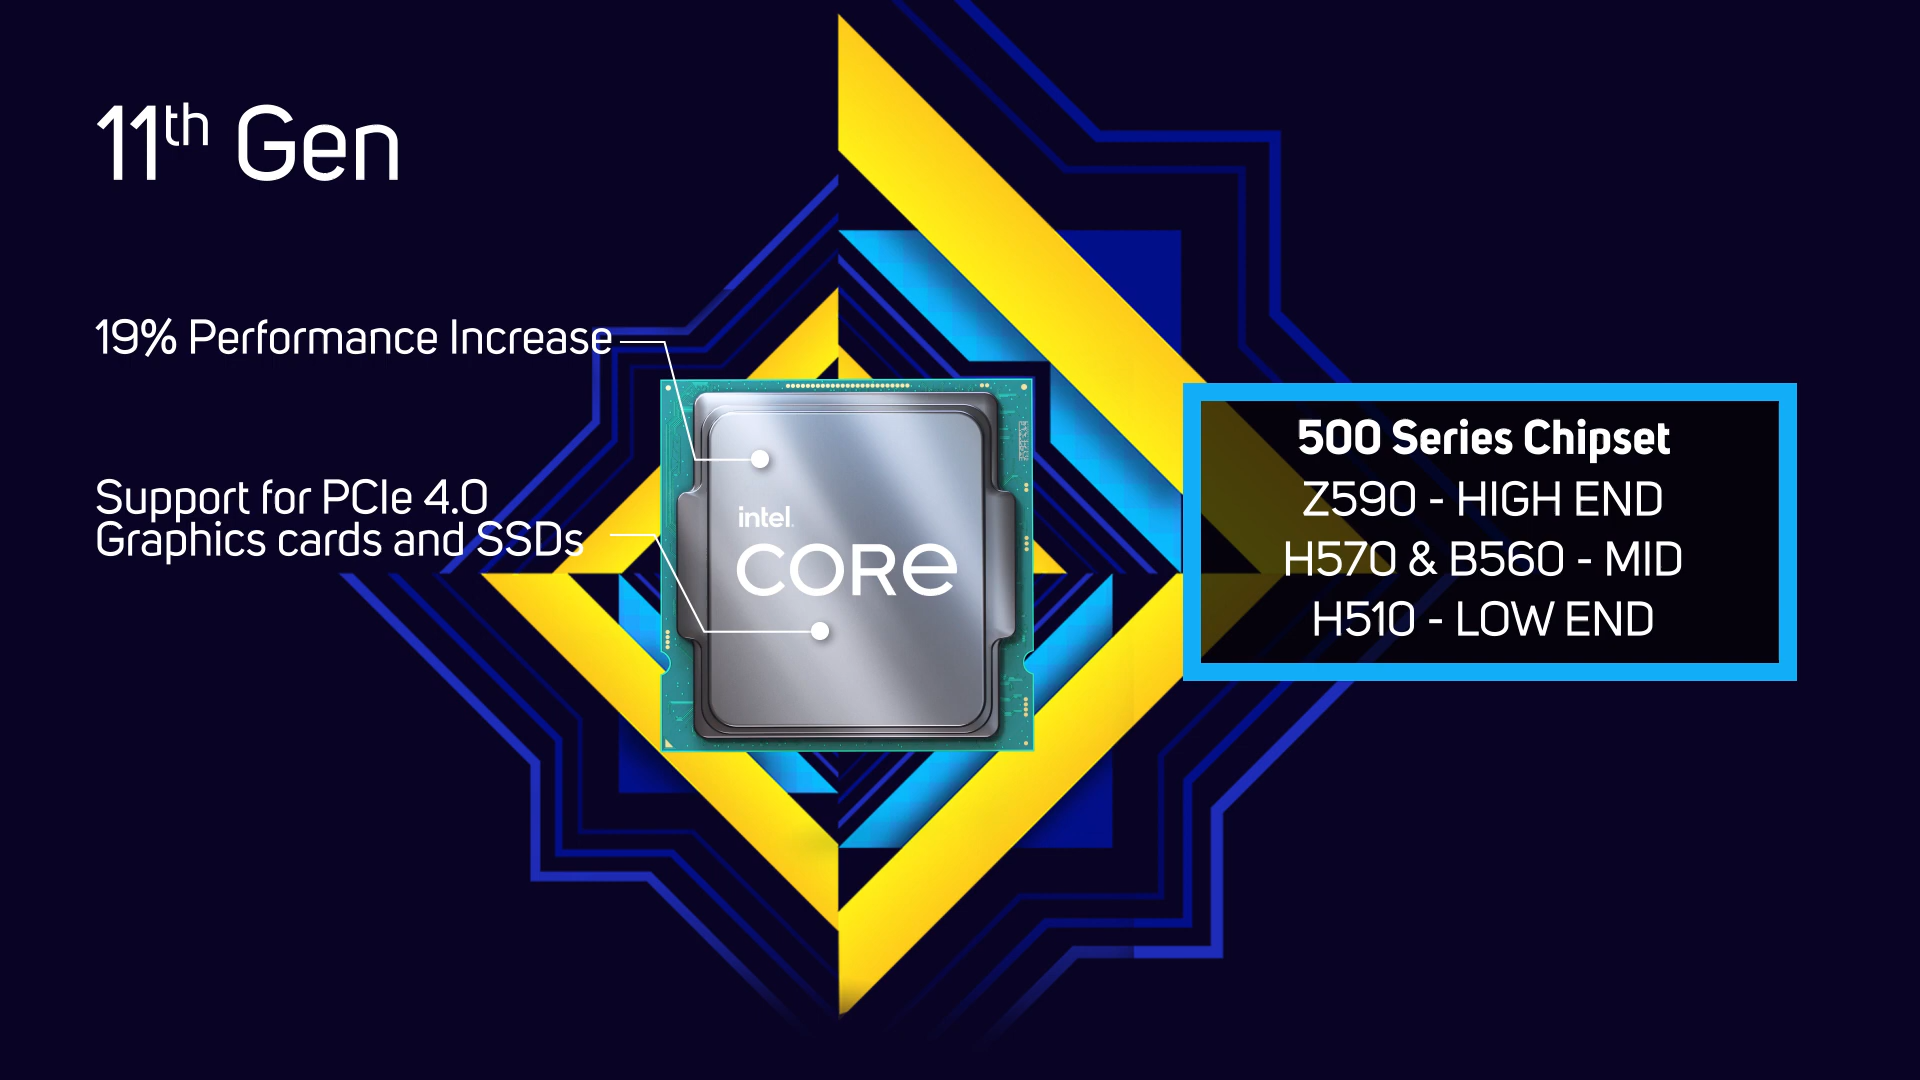 11th Gen
19% Performance Increase
Support for PCIe 4.0
Graphics cards and SSDs
intel.
CORe
500 Series Chipset
Z590 - HIGH END
H570 & B560 - MID
H510 - LOW END